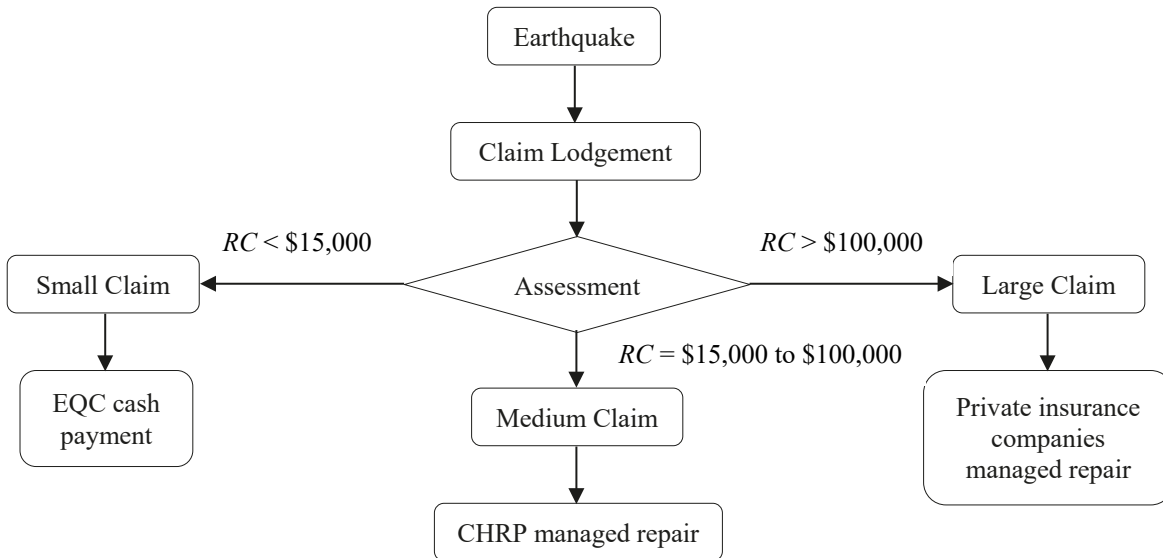 Earthquake
Claim Lodgement
RC < $15,000
RC > $100,000
Small Claim
Assessment
Large Claim
RC = $15,000 to $100,000
EQC cash
payment
Medium Claim
Private insurance
companies
managed repair
CHRP managed repair